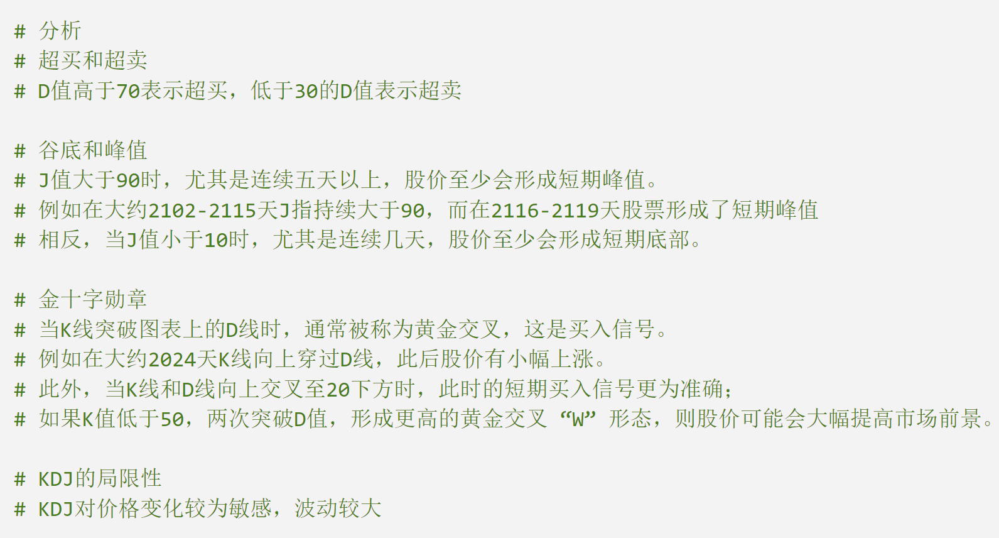 # 分析
# 超买和超卖
# D值高于70表示超买，低于30的D值表示超卖
# 谷底和峰值
# J值大于90时，尤其是连续五天以上，股价至少会形成短期峰值。
# 例如在大约2102-2115天J指持续大于90，而在2116-2119天股票形成了短期峰值
# 相反，当J值小于10时，尤其是连续几天，股价至少会形成短期底部。
# 金十字勋章
# 当K线突破图表上的D线时，通常被称为黄金交叉，这是买入信号。
# 例如在大约2024天K线向上穿过D线，此后股价有小幅上涨。
# 此外，当K线和D线向上交叉至20下方时，此时的短期买入信号更为准确；
# 如果K值低于50，两次突破D值，形成更高的黄金交叉 “W” 形态，则股价可能会大幅提高市场前景。
# KDJ的局限性
# KDJ对价格变化较为敏感，波动较大